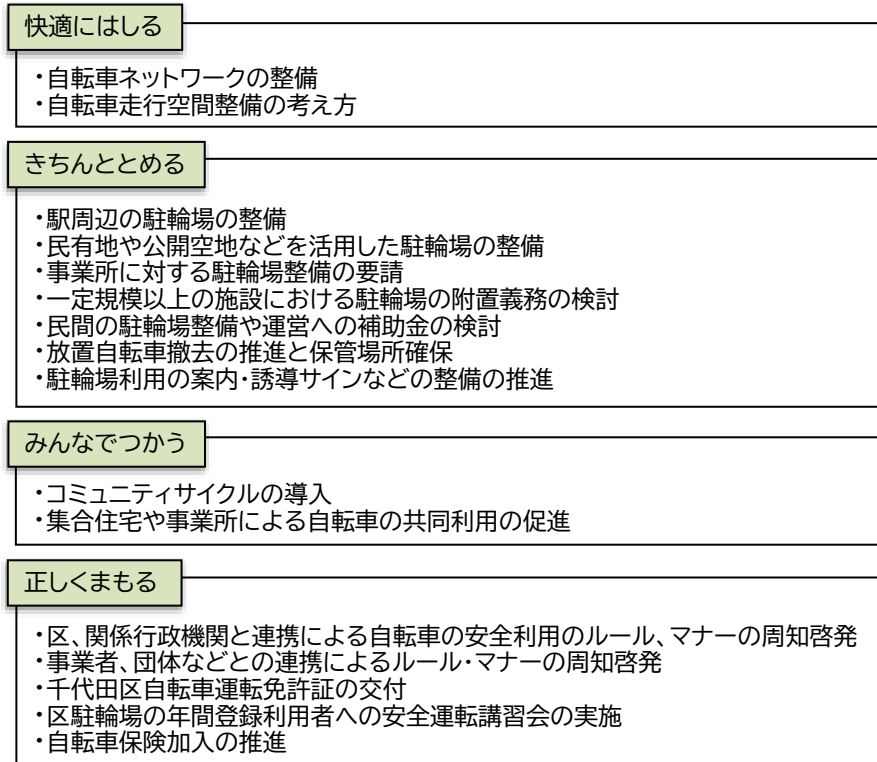 快適にはしる
・自転車ネットワークの整備
・自転車走行空間整備の考え方
きちんととめる
・駅周辺の駐輪場の整備
・民有地や公開空地などを活用した駐輪場の整備
・事業所に対する駐輪場整備の要請
・一定規模以上の施設における駐輪場の附置義務の検討
・民間の駐輪場整備や運営への補助金の検討
・放置自転車撤去の推進と保管場所確保
・駐輪場利用の案内・誘導サインなどの整備の推進
みんなでつかう
・コミュニティサイクルの導入
・集合住宅や事業所による自転車の共同利用の促進
正しくまもる
・区、関係行政機関と連携による自転車の安全利用のルール、マナーの周知啓発
・事業者、団体などとの連携によるルール・マナーの周知啓発
・千代田区自転車運転免許証の交付
・区駐輪場の年間登録利用者への安全運転講習会の実施
・自転車保険加入の推進